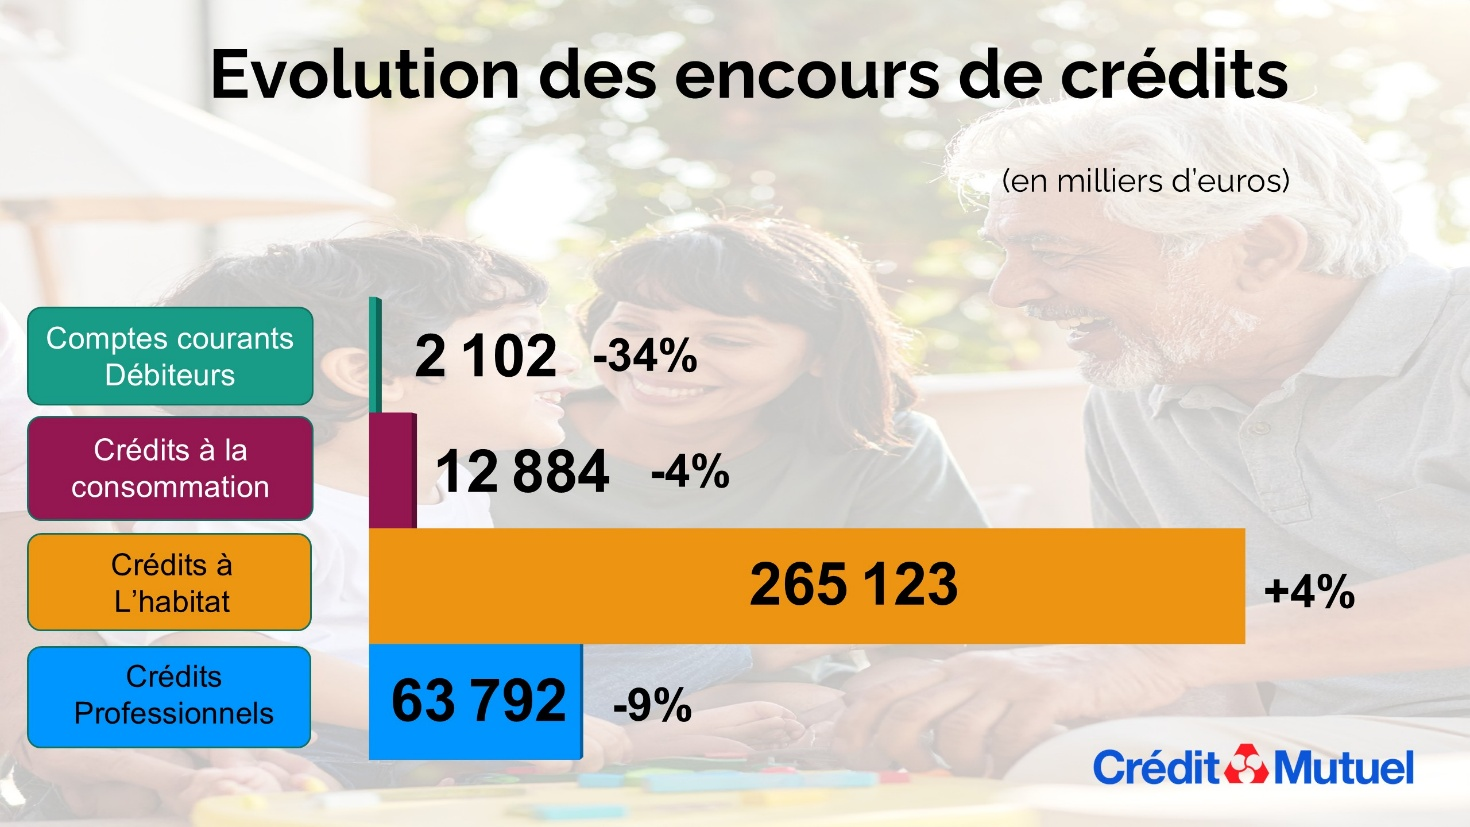 Evolution des encours de crédits
(en milliers d'euros)
Comptes courants
Débiteurs
2 102 -34%
Crédits à la
consommation
12 884 -4%
Crédits à
L’habitat
265 123 +4%
Crédits
Professionnels
63 792 -9%
Crédit Mutuel